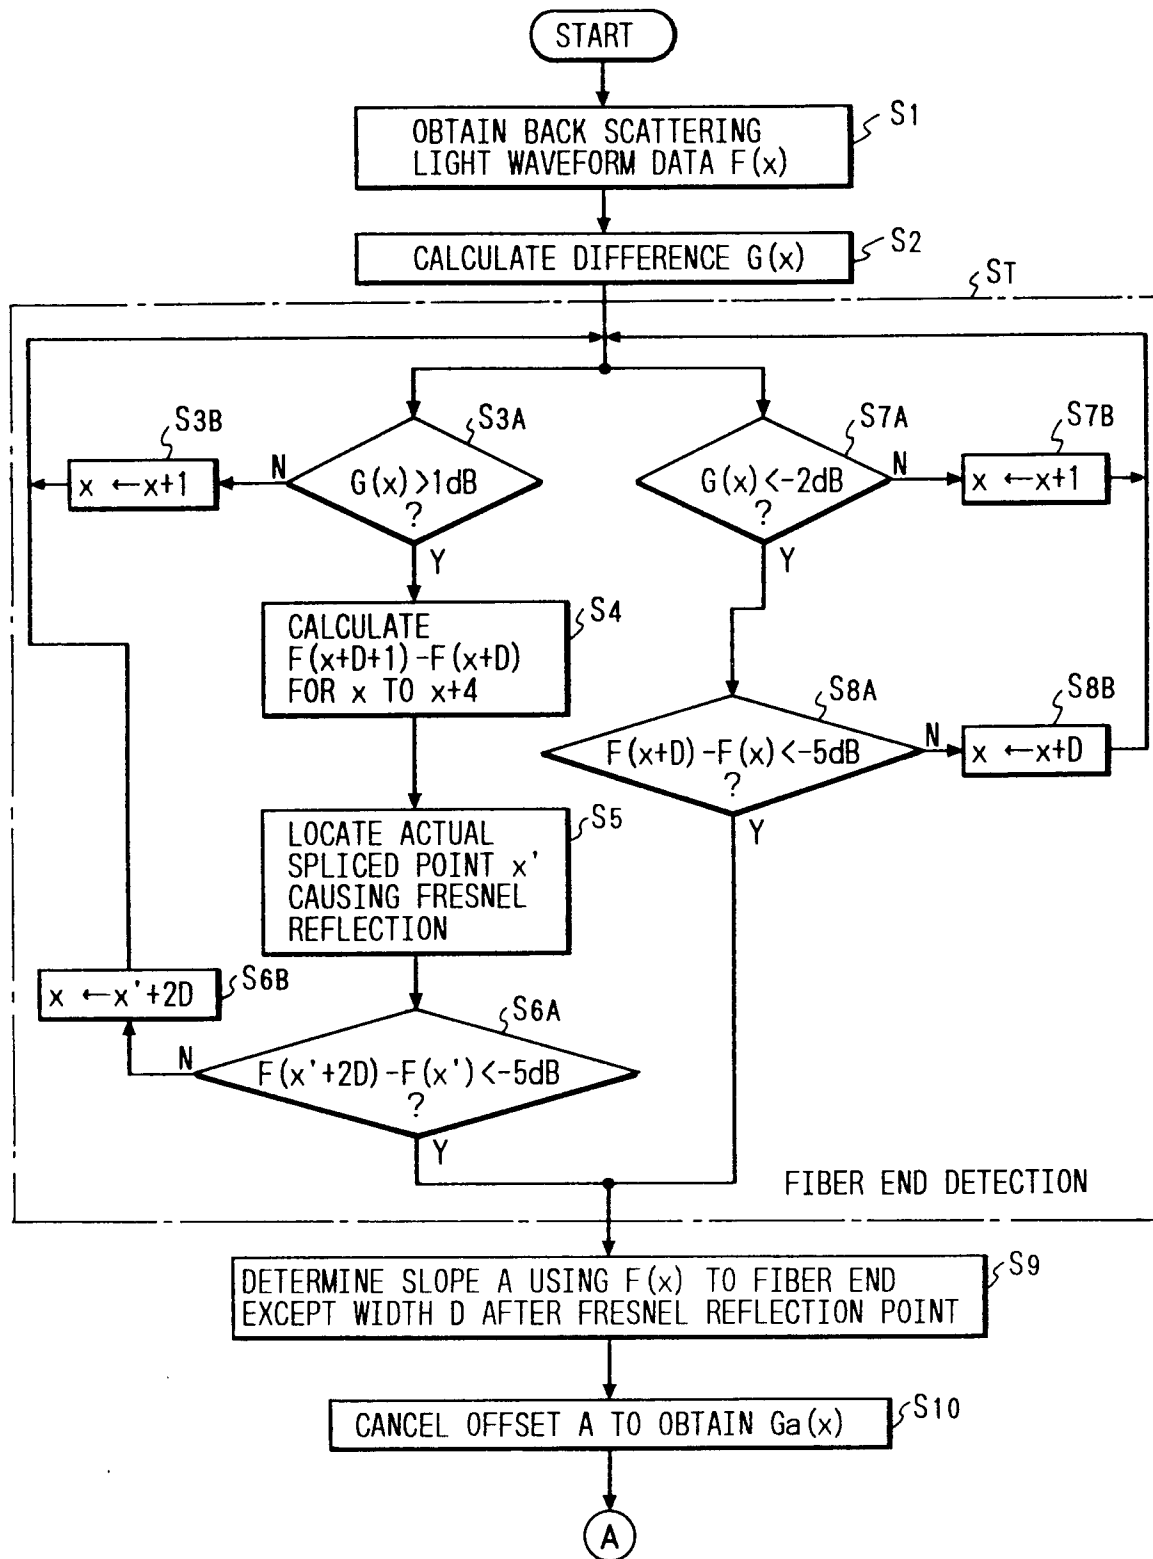 START
S1
OBTAIN BACK SCATTERING
LIGHT WAVEFORM DATA F(x)
S2
CALCULATE DIFFERENCE G(x)
ST
S3B
x ←x+1
N
S3A
G(x)>1dB
?
Y
S7A
G(x)<-2dB
?
N
Y
S7B
x ←x+1
S4
CALCULATE
F(x+D+1)-F(x+D)
FOR x TO x+4
S8A
F(x+D)-F(x)<-5dB
?
N
Y
S8B
x ←x+D
S5
LOCATE ACTUAL
SPLICED POINT x'
CAUSING FRESNEL
REFLECTION
S6B
x ←x'+2D
N
S6A
F(x'+2D)-F(x')<-5dB
?
Y
FIBER END DETECTION
S9
DETERMINE SLOPE A USING F(x) TO FIBER END
EXCEPT WIDTH D AFTER FRESNEL REFLECTION POINT
S10
CANCEL OFFSET A TO OBTAIN Ga(x)
A